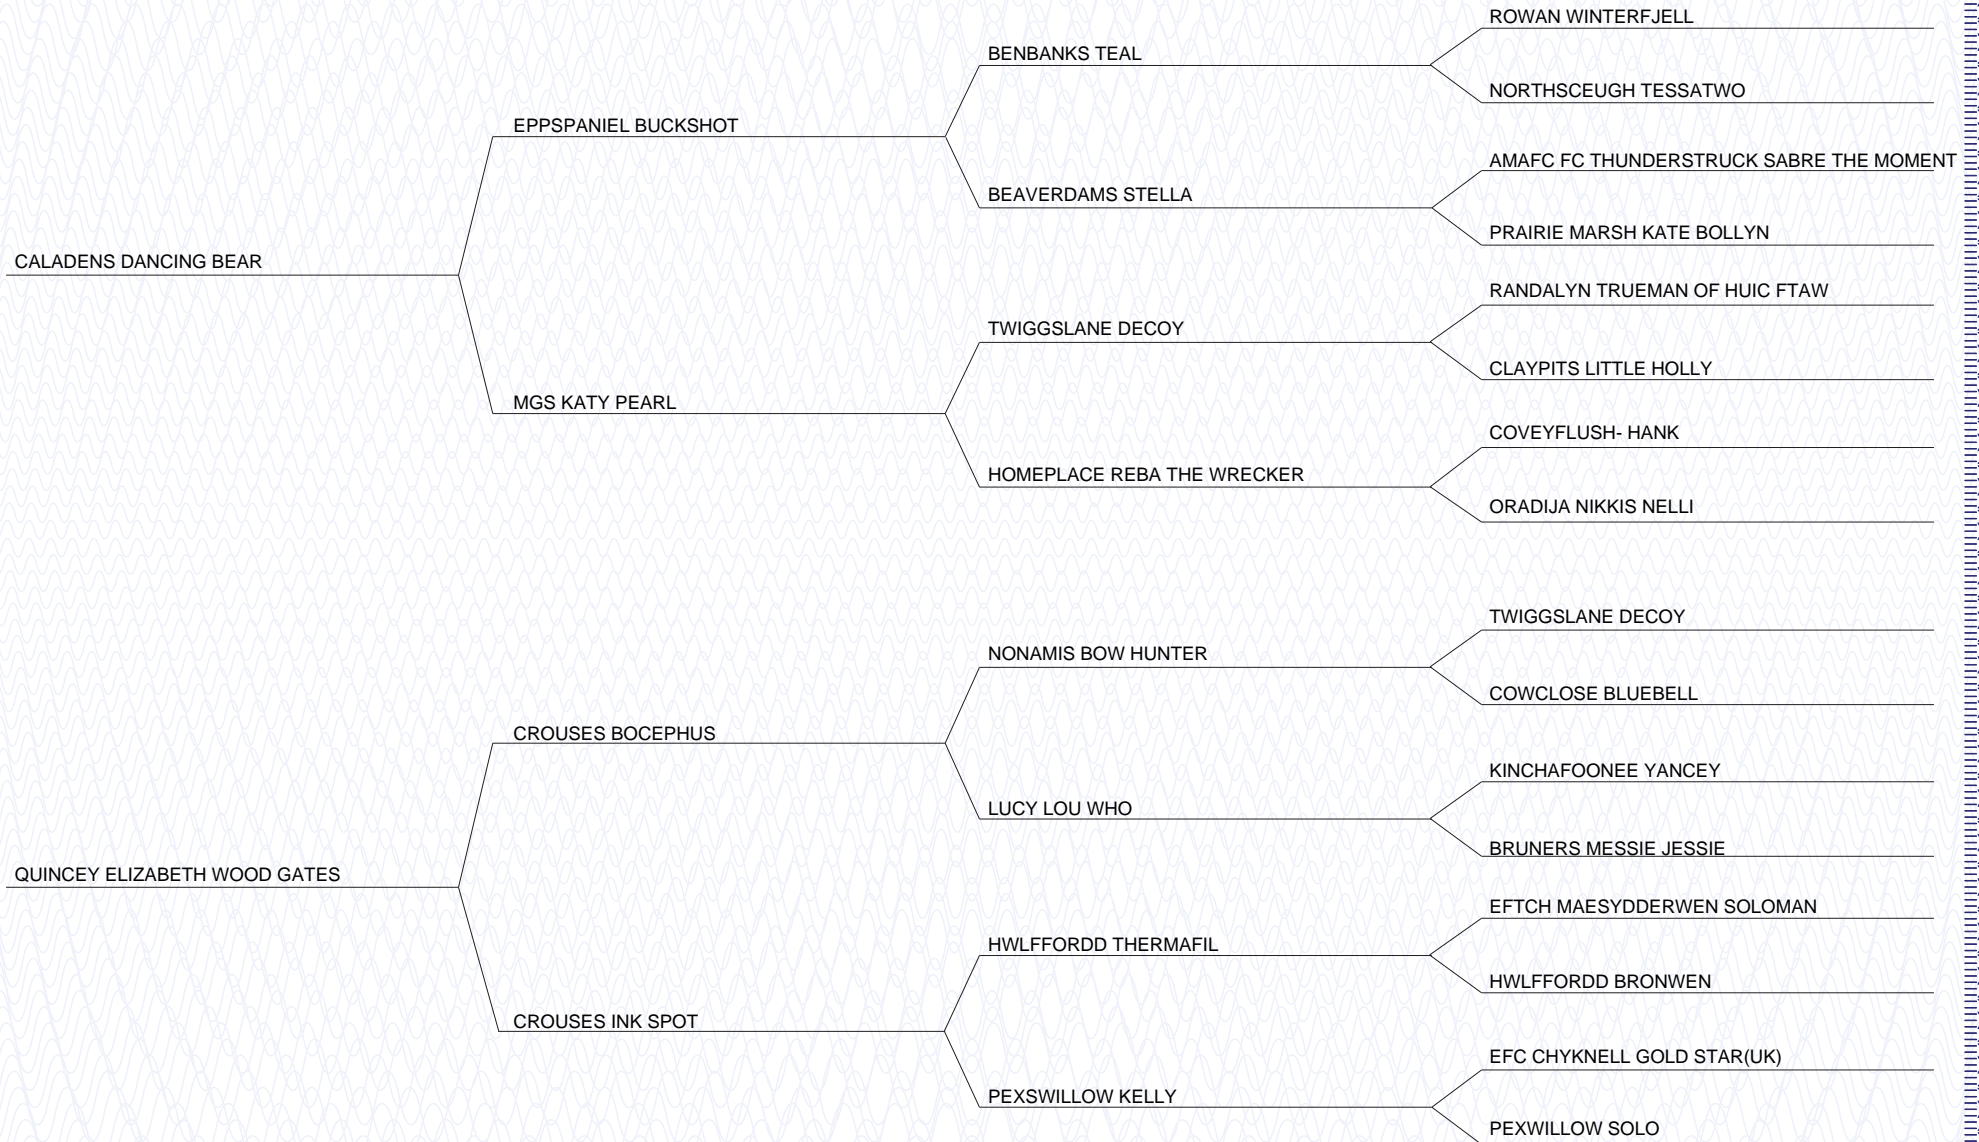 ROWAN WINTERFJELL
BENBANKS TEAL
NORTHSCEUGH TESSATWO
EPPSPANIEL BUCKSHOT
AMAFC FC THUNDERSTRUCK SABRE THE MOMENT
BEAVERDAMS STELLA
PRAIRIE MARSH KATE BOLLYN
CALADENS DANCING BEAR
RANDALYN TRUEMAN OF HUIC FTAW
TWIGGSLANE DECOY
CLAYPITS LITTLE HOLLY
MGS KATY PEARL
COVEYFLUSH- HANK
HOMEPLACE REBA THE WRECKER
ORADIJA NIKKIS NELLI
TWIGGSLANE DECOY
NONAMIS BOW HUNTER
COWCLOSE BLUEBELL
CROUSES BOCEPHUS
KINCHAFOONEE YANCEY
LUCY LOU WHO
BRUNERS MESSIE JESSIE
QUINCEY ELIZABETH WOOD GATES
EFTCH MAESYDDERWEN SOLOMAN
HWLFFORDD THERMAFIL
HWLFFORDD BRONWEN
CROUSES INK SPOT
EFC CHYKNELL GOLD STAR(UK)
PEXSWILLOW KELLY
PEXWILLOW SOLO